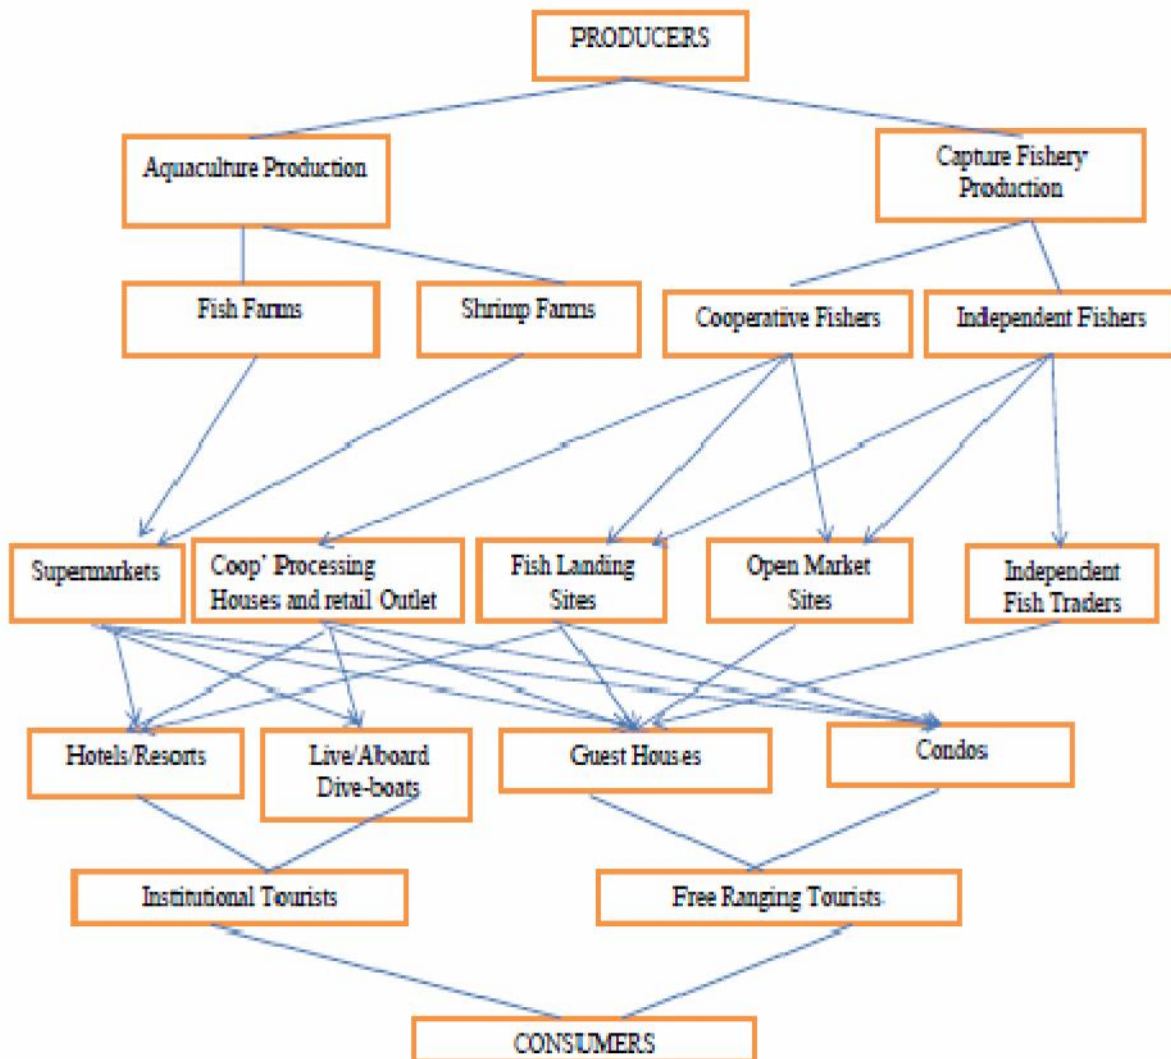 PRODUCERS
Aquaculture Production
Capture Fishery
Production
Fish Farms
Shrimp Farms
Cooperative Fishers
Independent Fishers
Supermarkets
Coop' Processing
Houses and retail Outlet
Fish Landing
Sites
Open Market
Sites
Independent
Fish Traders
Hotels/Resorts
Live/Aboard
Dive-boats
Guest Houses
Condos
Institutional Tourists
Free Ranging Tourists
CONSUMERS